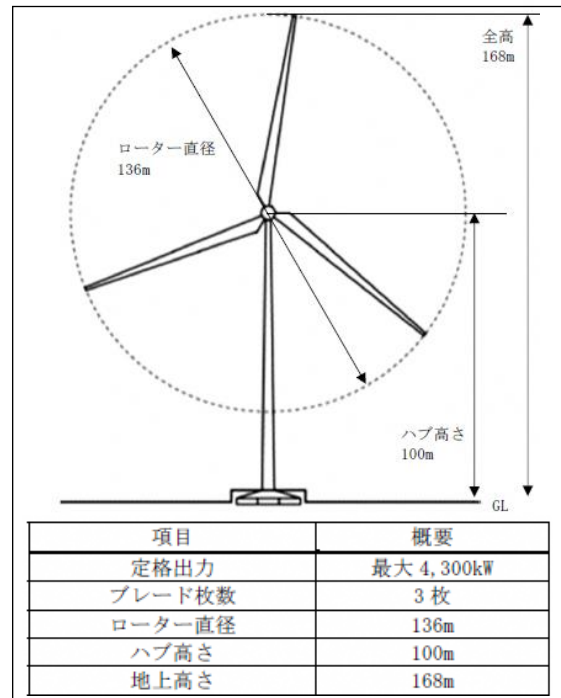 全高
168m
ローター直径
136m
ハブ高さ
100m
GL
項目 概要
定格出力 最大 4,300kW
ブレード枚数 3 枚
ローター直径 136m
ハブ高さ 100m
地上高さ 168m